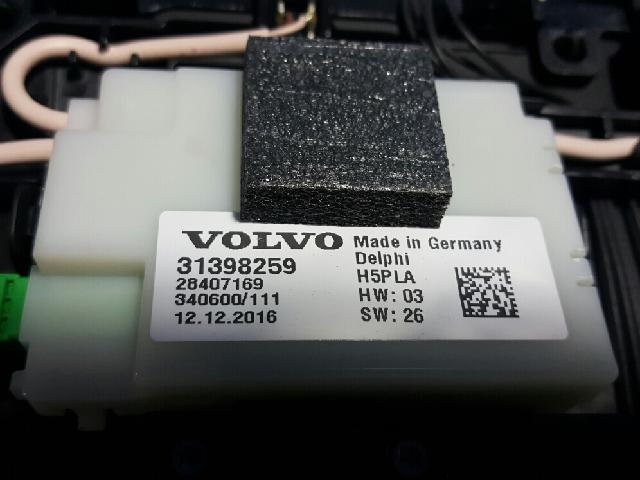 VOLVO Made in Germany
31398259 Delphi
28407169 H5PLA
340600/111 HW: 03
12.12.2016 SW: 26